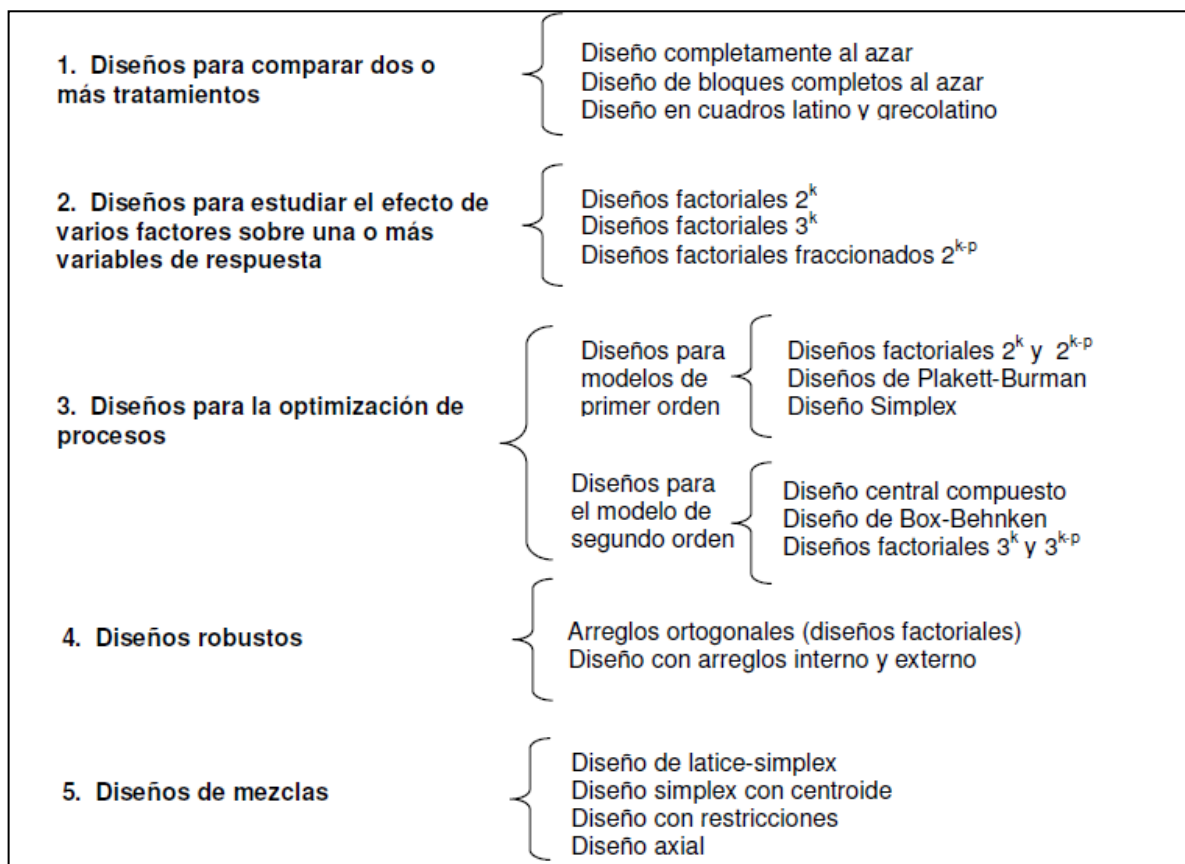 1. Diseños para comparar dos o
más tratamientos
Diseño completamente al azar
Diseño de bloques completos al azar
Diseño en cuadros latino y grecolatino
2. Diseños para estudiar el efecto de
varios factores sobre una o más
variables de respuesta
Diseños factoriales 2^k
Diseños factoriales 3^k
Diseños factoriales fraccionados 2^k-p
3. Diseños para la optimización de
procesos
Diseños para
modelos de
primer orden
Diseños factoriales 2^k y 2^k-p
Diseños de Plakett-Burman
Diseño Simplex
Diseños para
el modelo de
segundo orden
Diseño central compuesto
Diseño de Box-Behnken
Diseños factoriales 3^k y 3^k-p
4. Diseños robustos
Arreglos ortogonales (diseños factoriales)
Diseño con arreglos interno y externo
5. Diseños de mezclas
Diseño de latice-simplex
Diseño simplex con centroide
Diseño con restricciones
Diseño axial